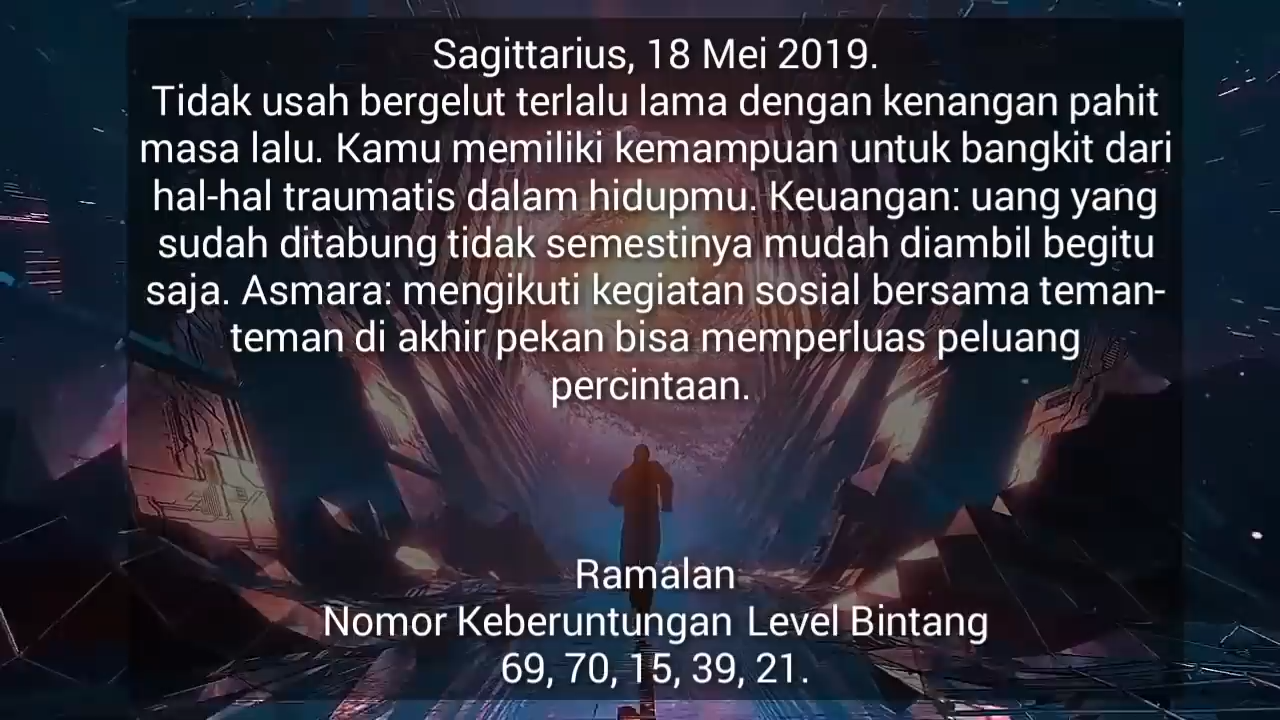 Sagittarius, 18 Mei 2019.
Tidak usah bergelut terlalu lama dengan kenangan pahit
masa lalu. Kamu memiliki kemampuan untuk bangkit dari
hal-hal traumatis dalam hidupmu. Keuangan: uang yang
sudah ditabung tidak semestinya mudah diambil begitu
saja. Asmara: mengikuti kegiatan sosial bersama teman-
teman di akhir pekan bisa memperluas peluang
percintaan.
Ramalan
Nomor Keberuntungan Level Bintang
69, 70, 15, 39, 21.